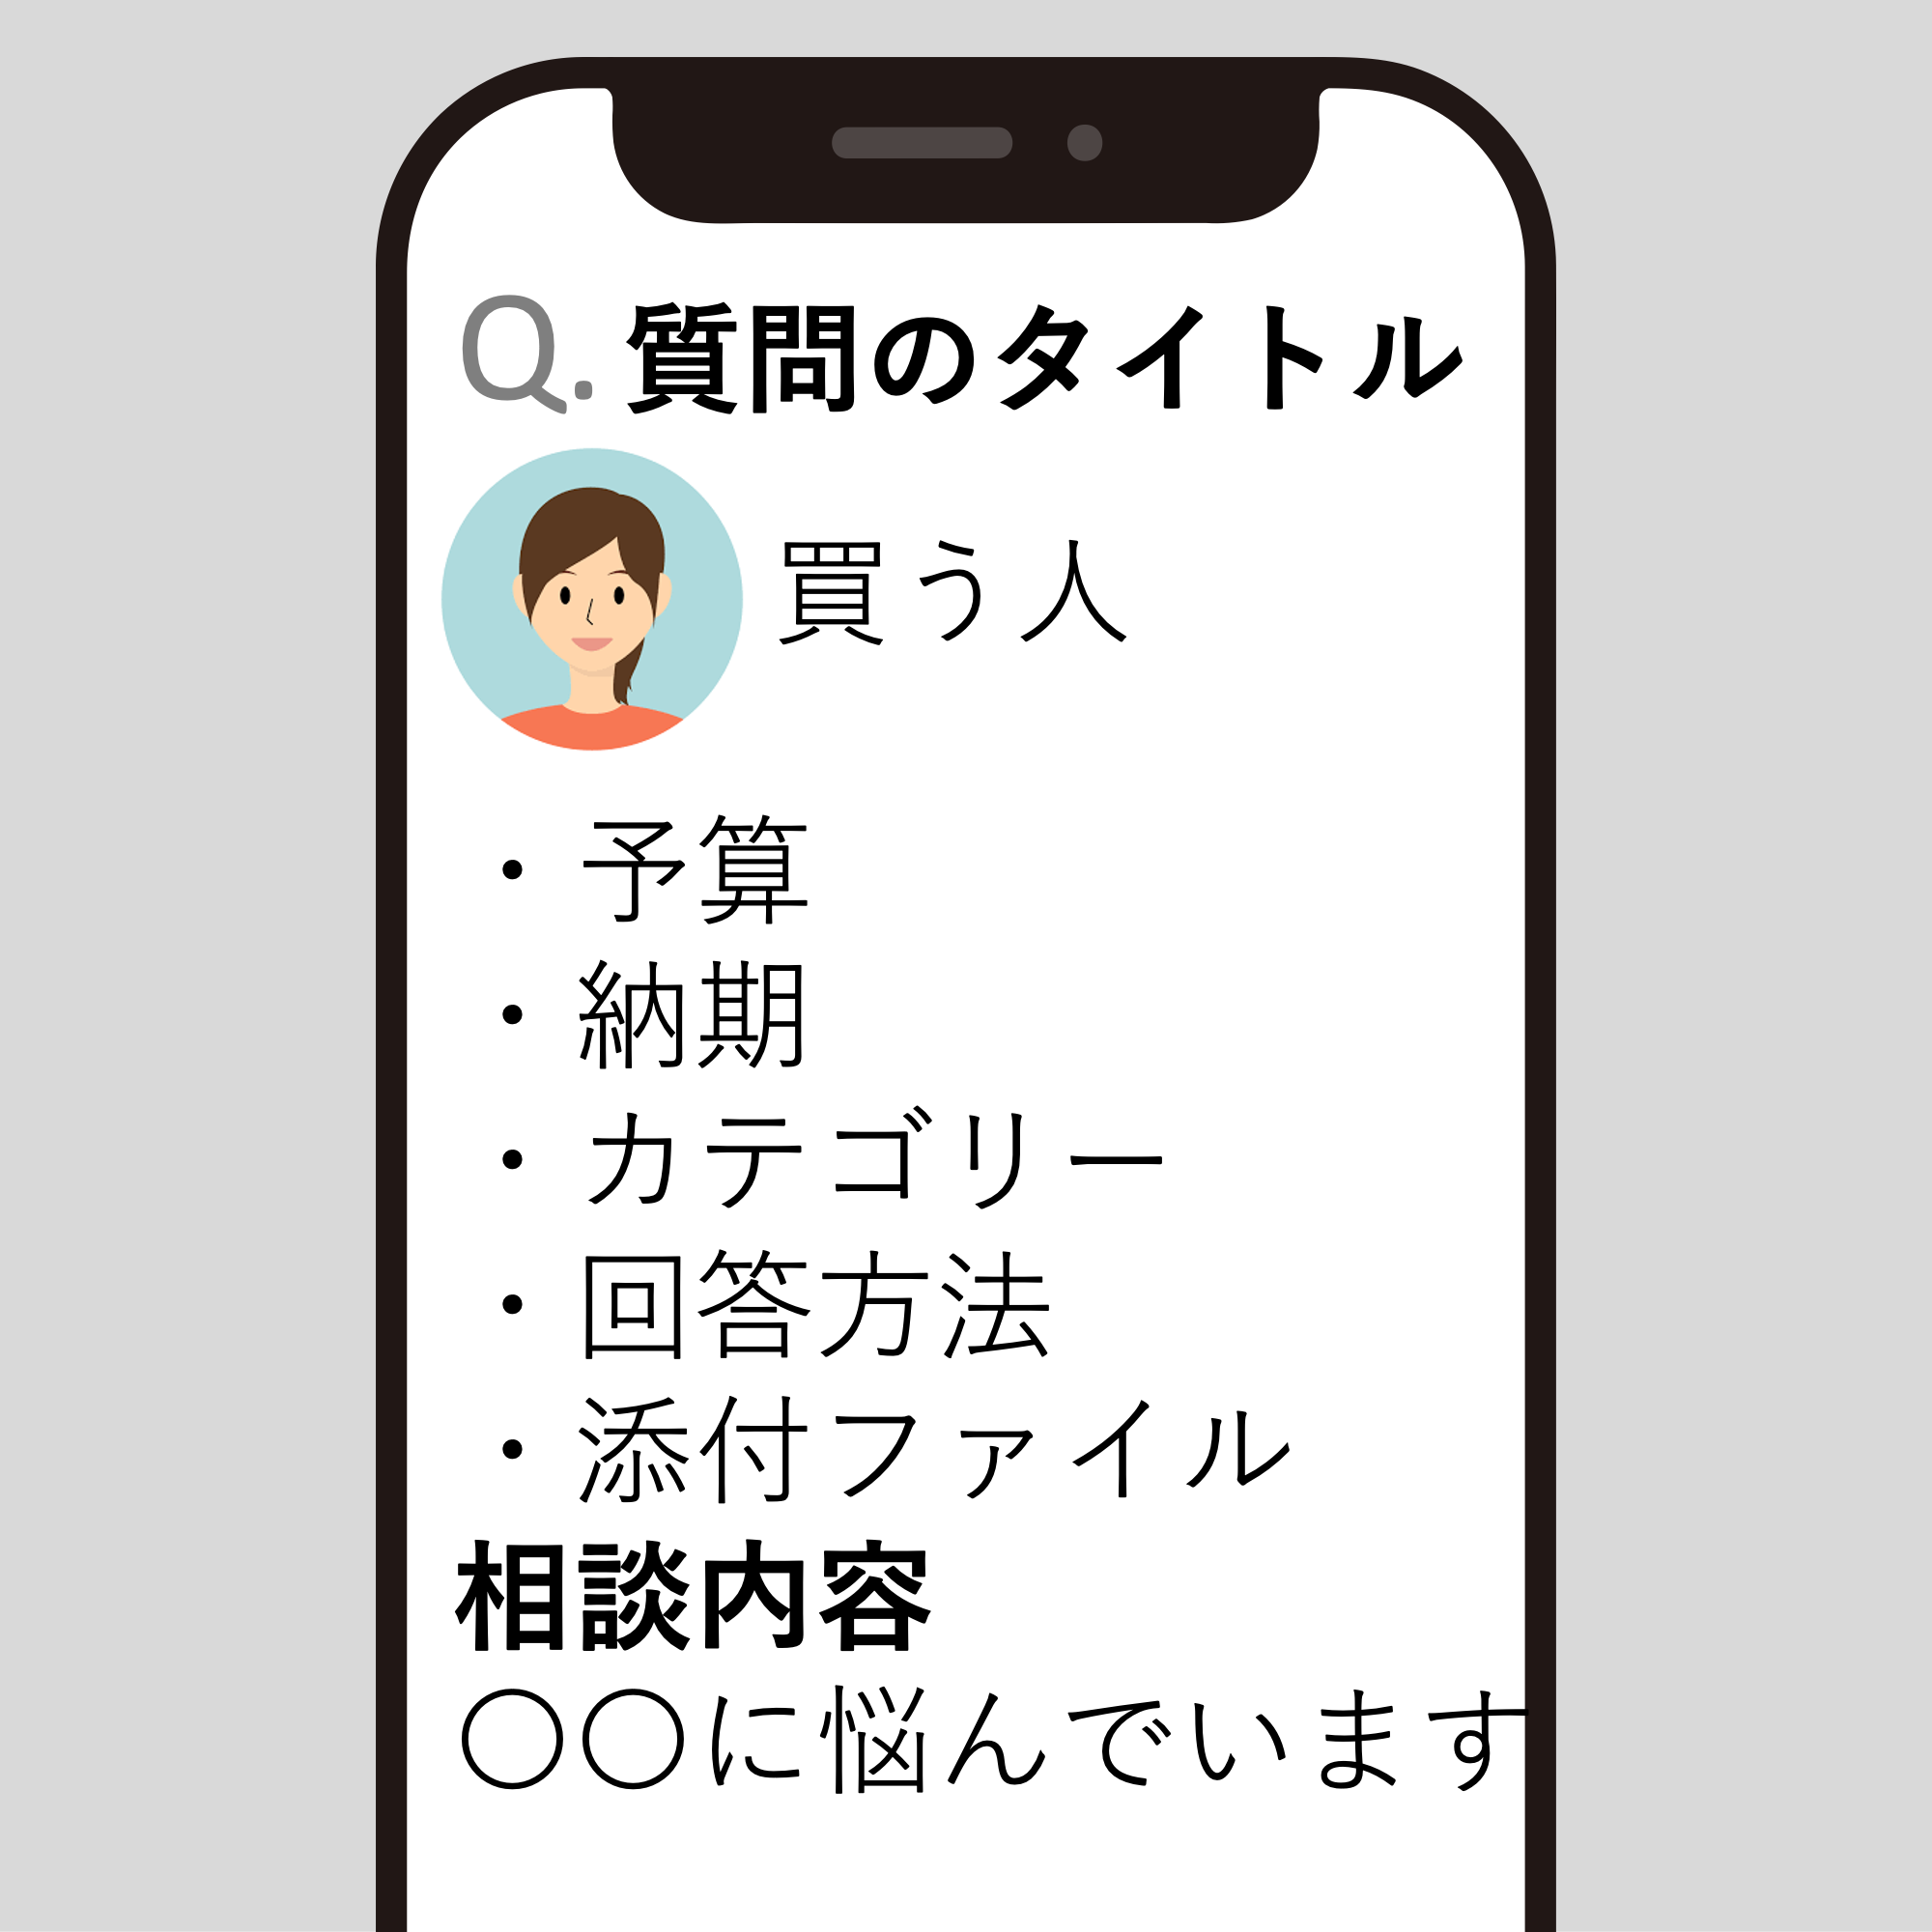 Q.質問のタイトル
買う人
・予算
・納期
・カテゴリー
・回答方法
・添付ファイル
相談内容
○○に悩んでいます